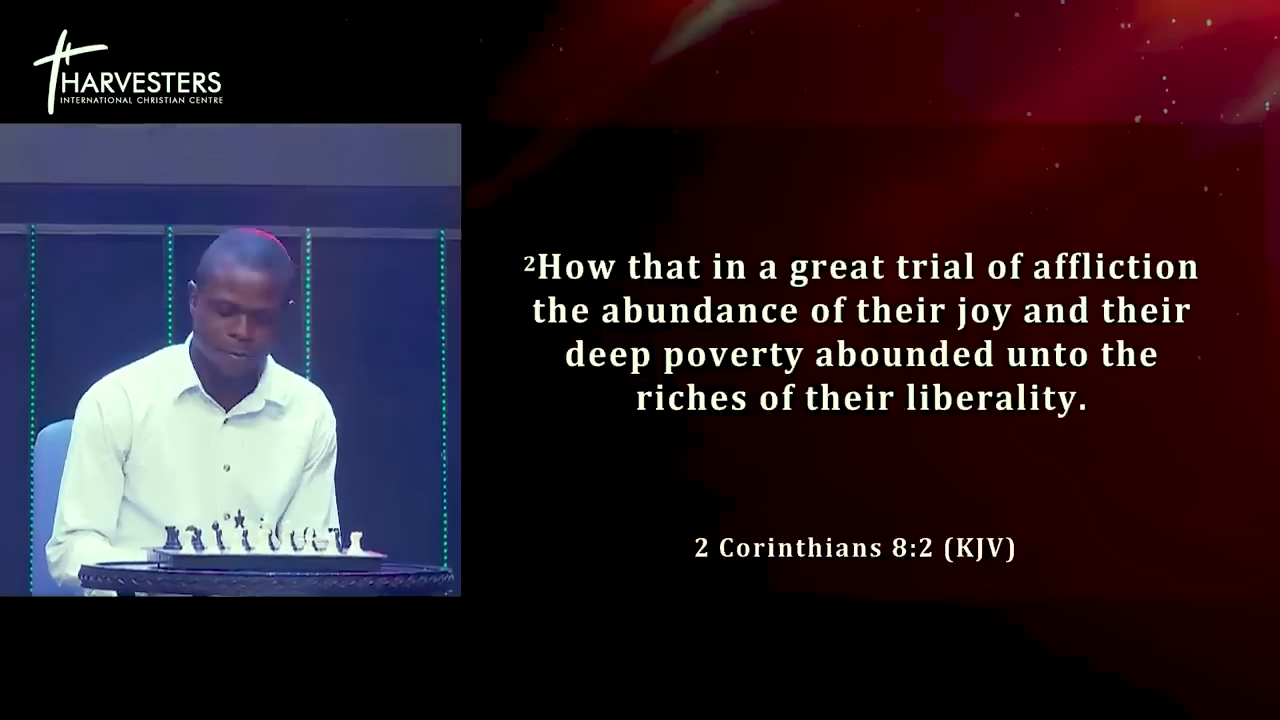 HARVESTERS
INTERNATIONAL CHRISTIAN CENTRE
²How that in a great trial of affliction
the abundance of their joy and their
deep poverty abounded unto the
riches of their liberality.
2 Corinthians 8:2 (KJV)